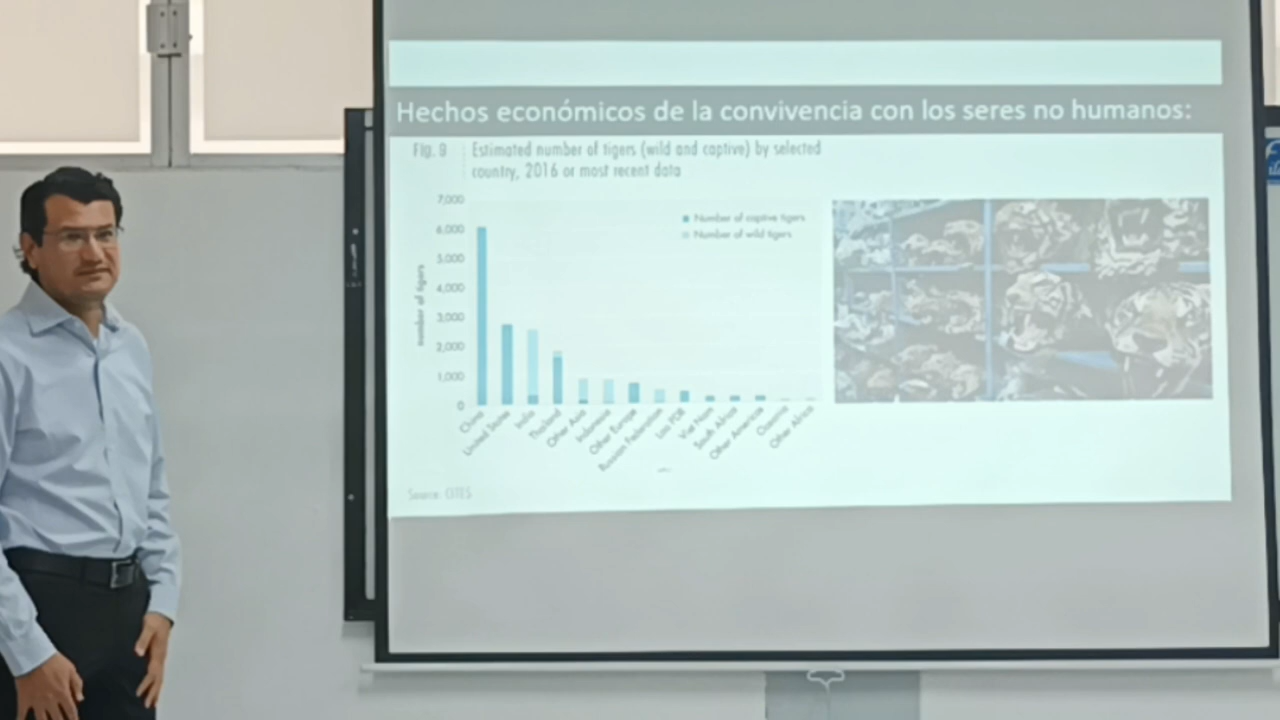 Hechos económicos de la convivencia con los seres no humanos:
Fig. 9
Estimated number of tigers (wild and captive) by selected
country, 2016 or most recent data
7,000
6,000
5,000
4,000
3,000
2,000
1,000
0
number of tigers
Number of captive tigers
Number of wild tigers
China
United States
India
Thailand
Other Asia
Indonesia
Other Europe
Russian Federation
Lao PDR
Viet Nam
South Africa
Other Americas
Oceania
Other Africa
Source: CITES